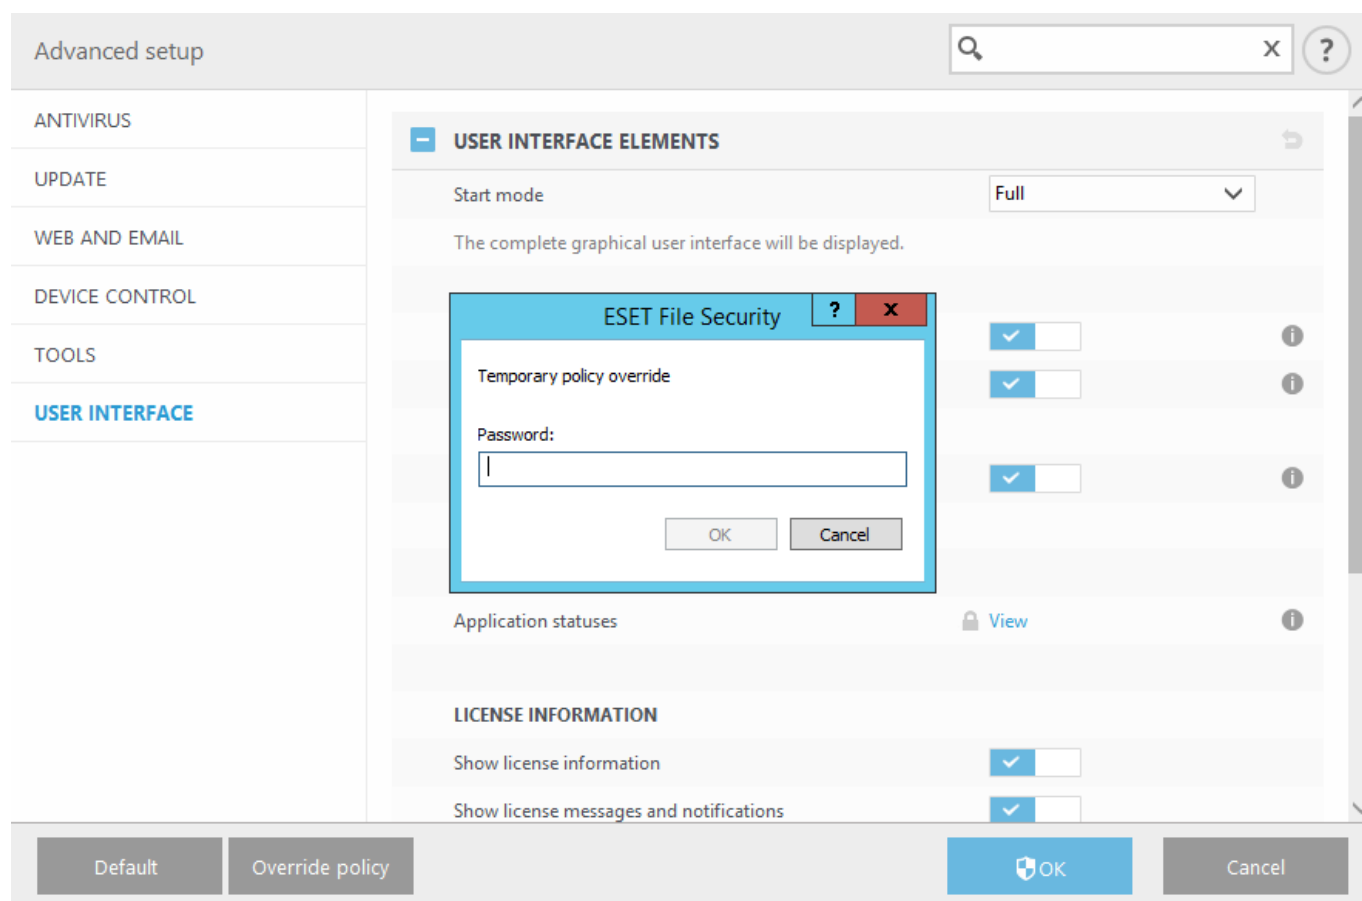 Advanced setup
X
?
ANTIVIRUS
UPDATE
WEB AND EMAIL
DEVICE CONTROL
TOOLS
USER INTERFACE
USER INTERFACE ELEMENTS
Start mode
Full
The complete graphical user interface will be displayed.
ESET File Security
?
x
Temporary policy override
Password:
OK
Cancel
Application statuses
View
LICENSE INFORMATION
Show license information
Show license messages and notifications
Default
Override policy
OK
Cancel